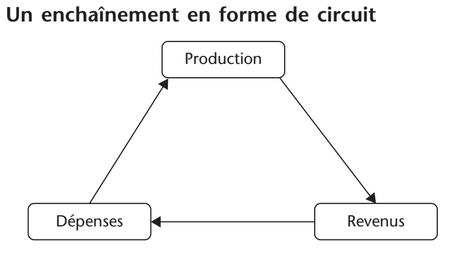 Un enchaînement en forme de circuit
Production
Dépenses
Revenus